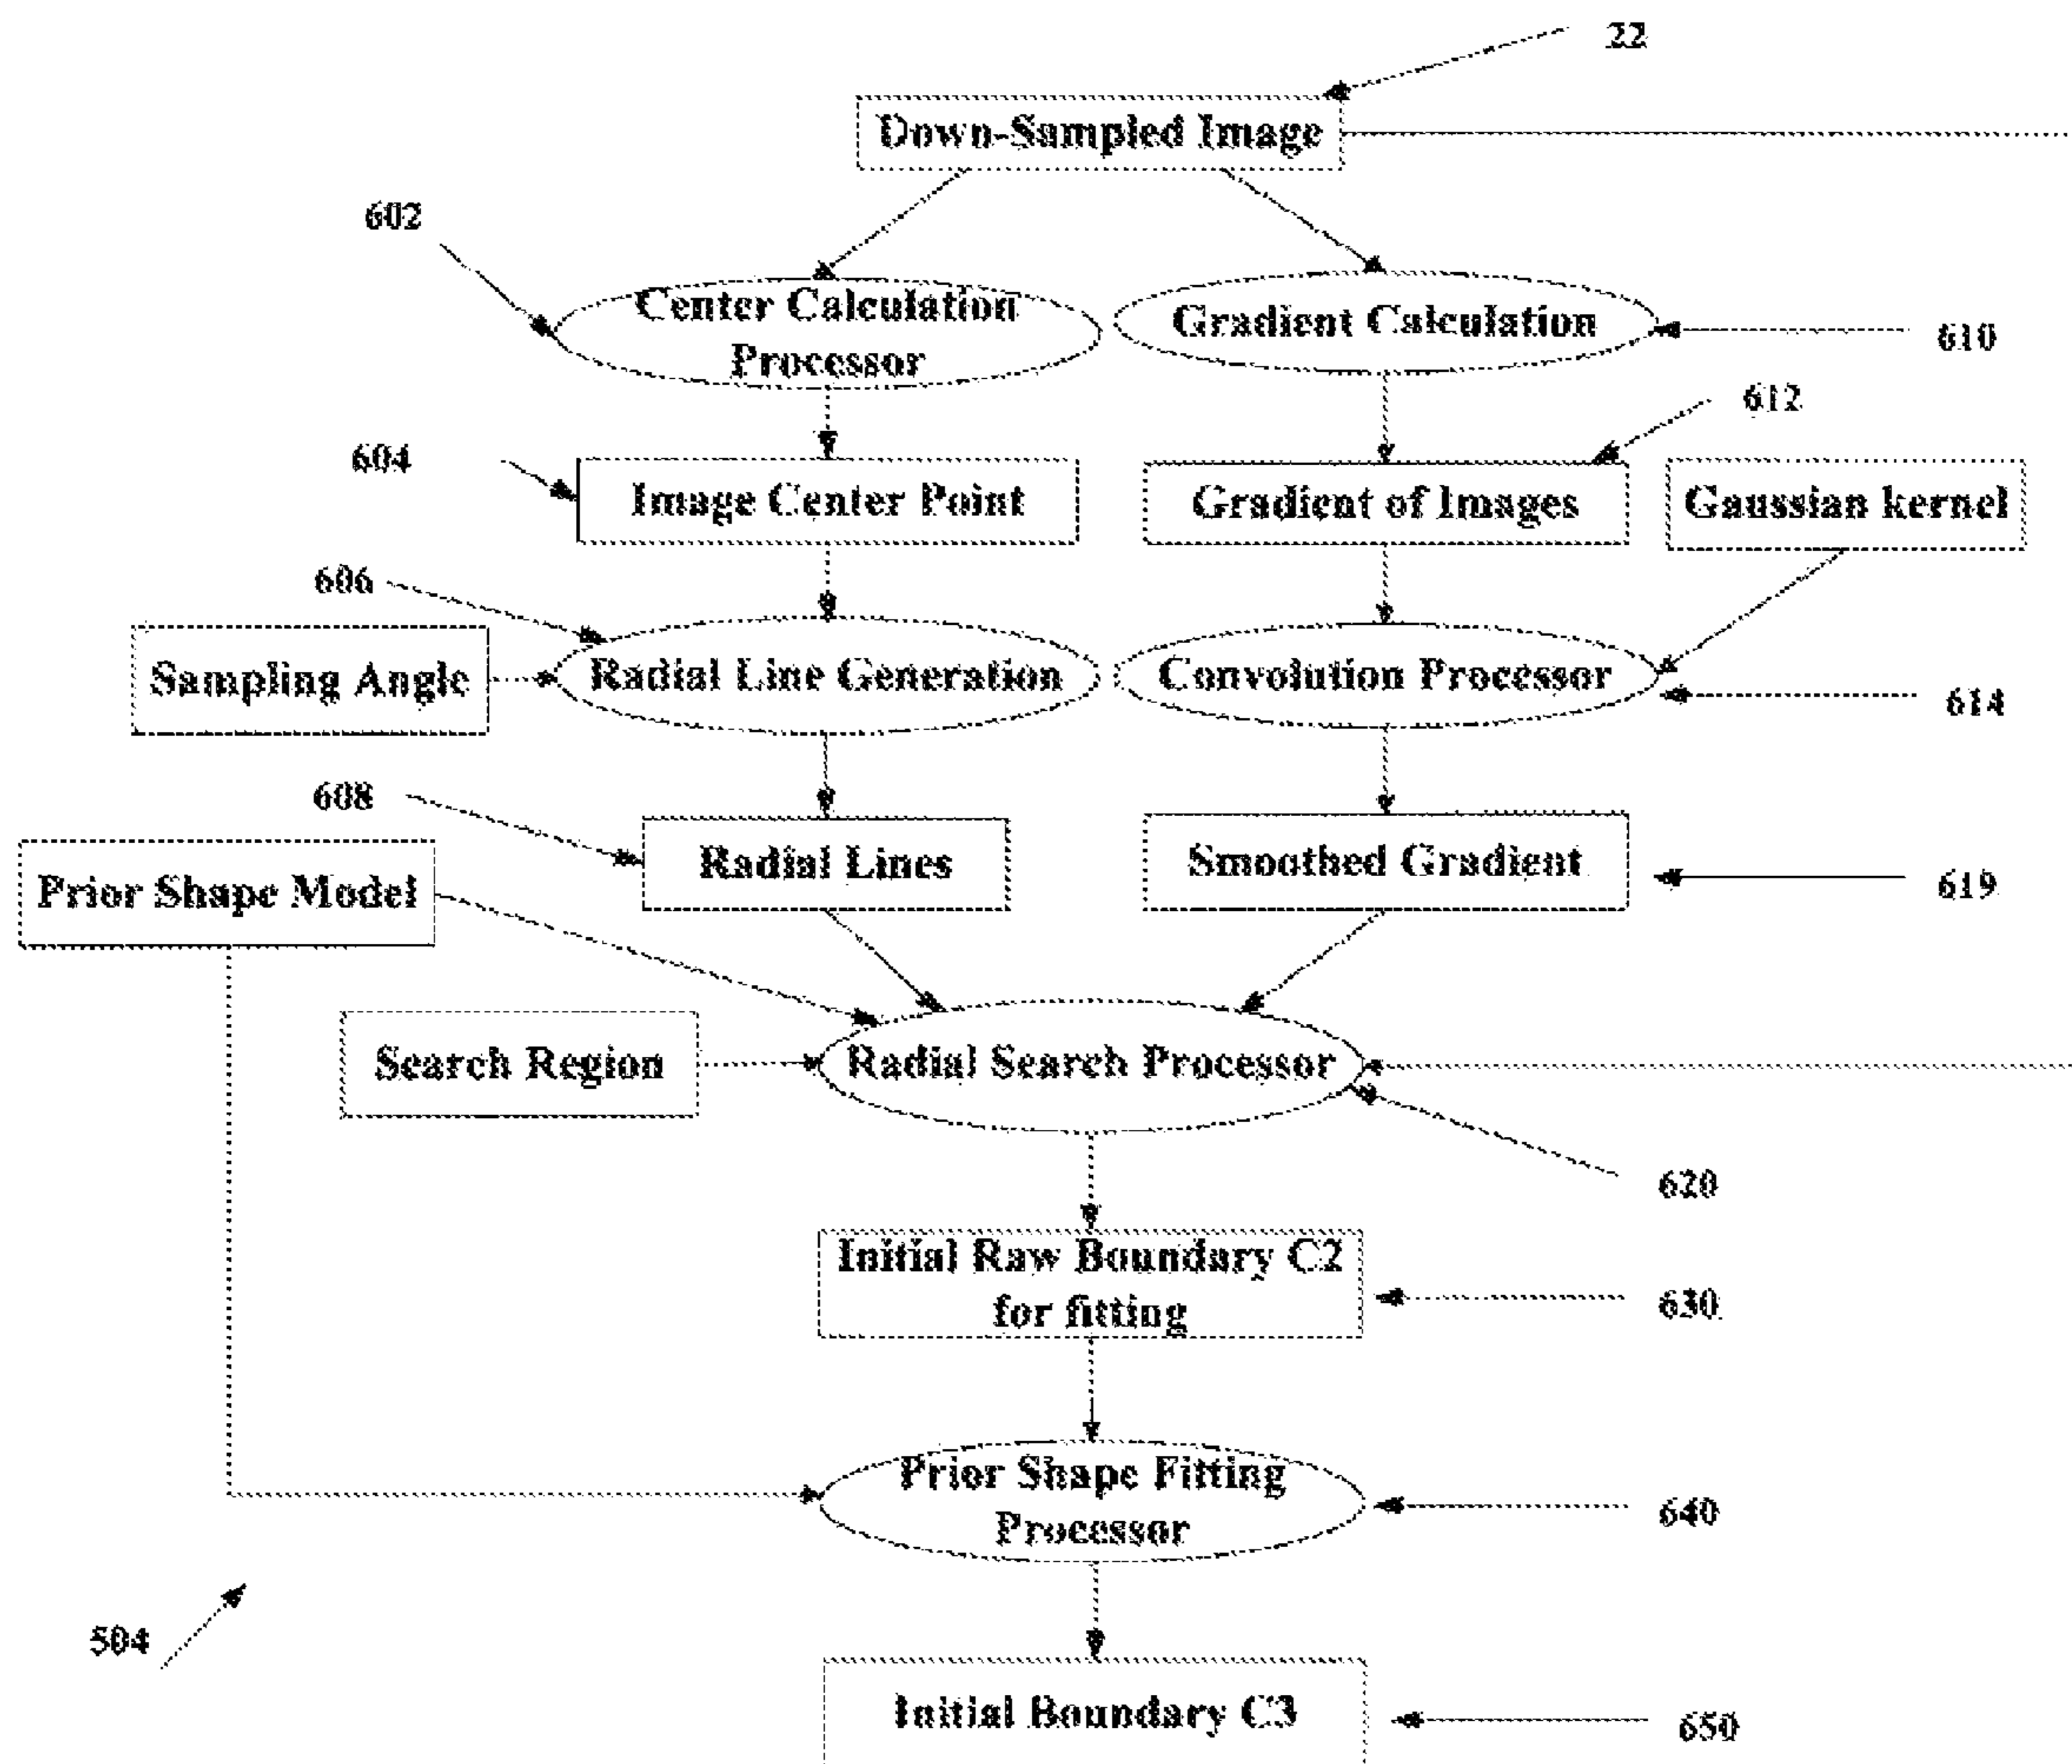 22
Down-Sampled Image
602
Center Calculation
Processor
Gradient Calculation
610
612
604
Image Center Point
Gradient of Images
Gaussian kernel
606
Sampling Angle
Radial Line Generation
Convolution Processor
614
608
Prior Shape Model
Radial Lines
Smoothed Gradient
619
Search Region
Radial Search Processor
620
Initial Raw Boundary C2
for fitting
630
Prior Shape Fitting
Processor
640
504
Initial Boundary C3
650